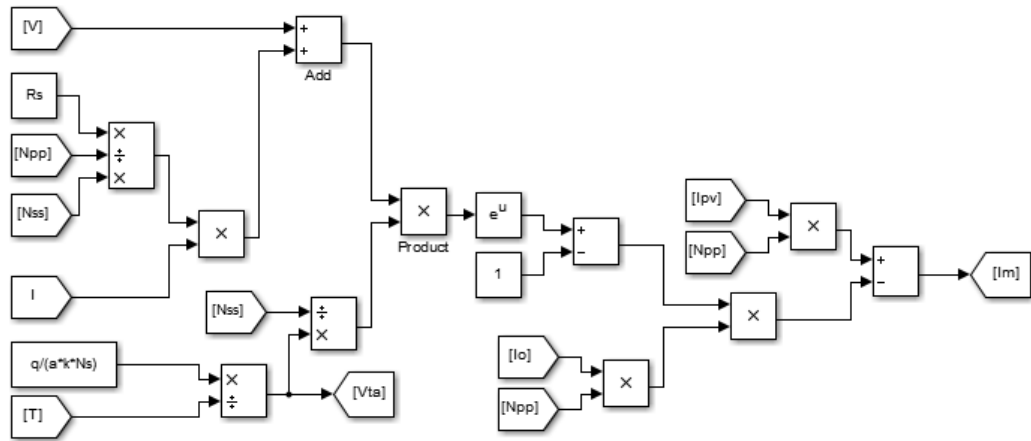 [V]
+
+
Add
Rs
[Npp]
[Nss]
×
÷
×
×
I
[Nss]
÷
×
q/(a*k*Ns)
[T]
×
÷
[Vta]
×
Product
e^u
1
+
−
[Io]
[Npp]
×
×
[Ipv]
[Npp]
×
+
−
[Im]